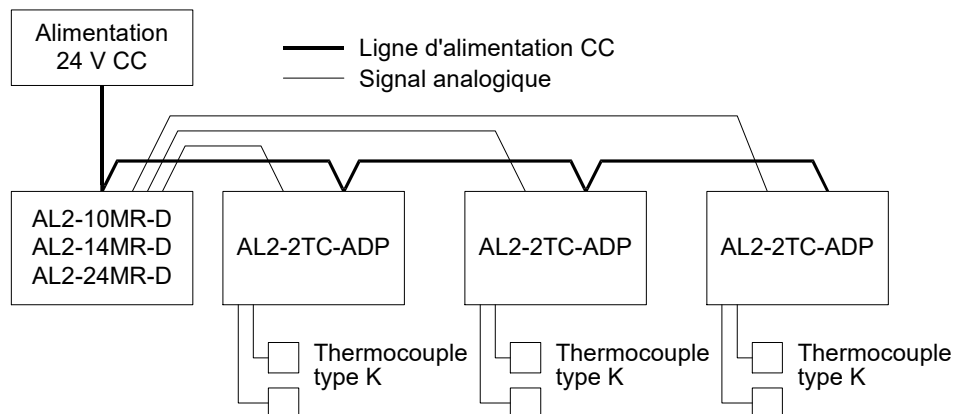 Alimentation
24 V CC
Ligne d'alimentation CC
Signal analogique
AL2-10MR-D
AL2-14MR-D
AL2-24MR-D
AL2-2TC-ADP
AL2-2TC-ADP
AL2-2TC-ADP
Thermocouple
type K
Thermocouple
type K
Thermocouple
type K